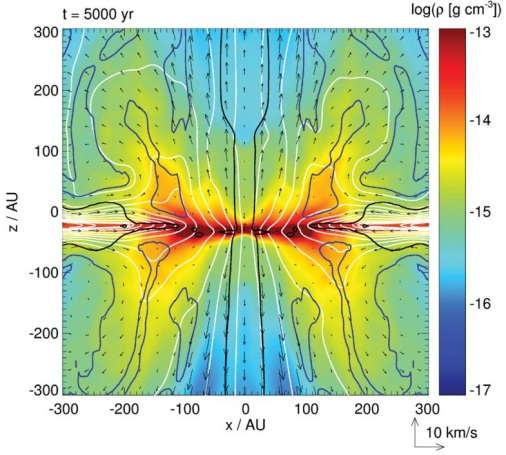 t = 5000 yr
log(ρ [g cm⁻³])
300
200
100
0
-100
-200
-300
z / AU
-300 -200 -100 0 100 200 300
x / AU
-13
-14
-15
-16
-17
10 km/s